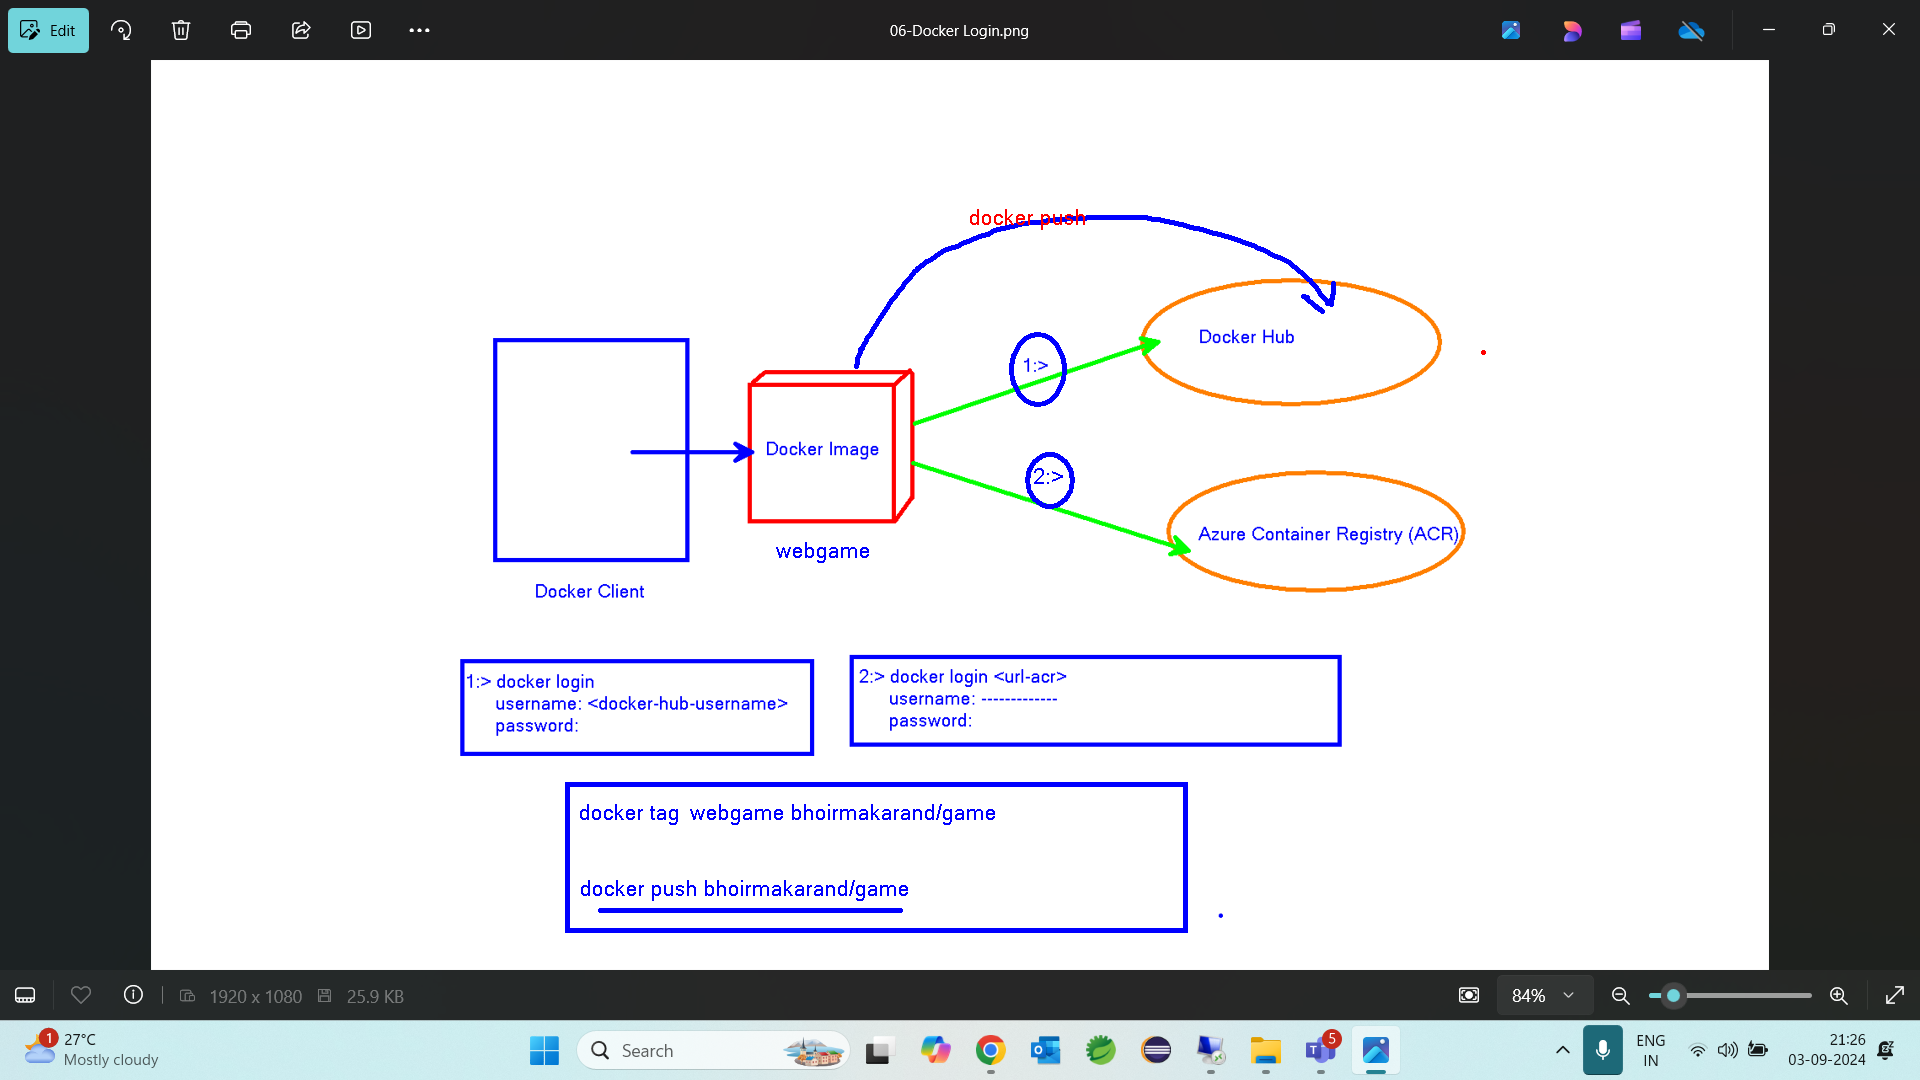 Edit
06-Docker Login.png
docker push
Docker Hub
1:>
Docker Image
2:>
Azure Container Registry (ACR)
webgame
Docker Client
1:> docker login
username: <docker-hub-username>
password:
2:> docker login <url-acr>
username: -------------
password:
docker tag  webgame bhoirmakarand/game
docker push bhoirmakarand/game
1920 x 1080
25.9 KB
84%
1
27°C
Mostly cloudy
Search
5
ENG
IN
21:26
03-09-2024